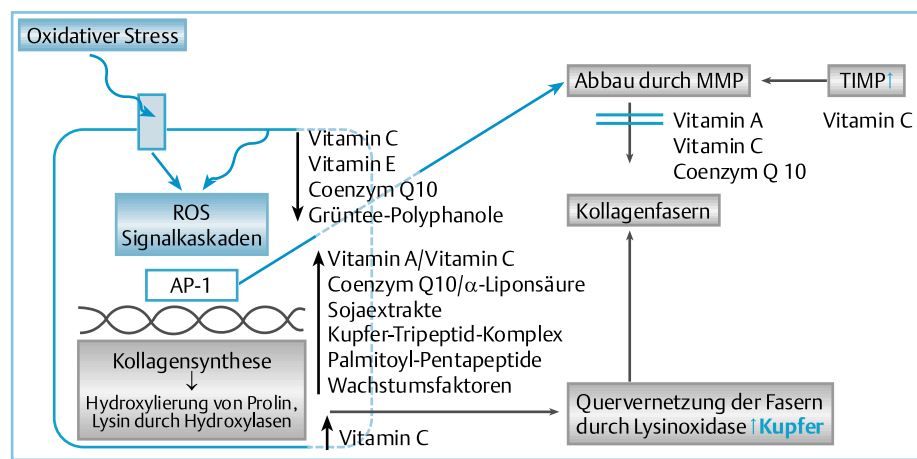 Oxidativer Stress
Abbau durch MMP
TIMP↑
Vitamin A
Vitamin C
Coenzym Q 10
Vitamin C
Vitamin C
Vitamin E
Coenzym Q10
Grüntee-Polyphanole
ROS
Signalkaskaden
Kollagenfasern
AP-1
Vitamin A/Vitamin C
Coenzym Q10/α-Liponsäure
Sojaextrakte
Kupfer-Tripeptid-Komplex
Palmitoyl-Pentapeptide
Wachstumsfaktoren
Kollagensynthese
↓
Hydroxylierung von Prolin,
Lysin durch Hydroxylasen
Vitamin C
Quervernetzung der Fasern
durch Lysinoxidase ↑Kupfer